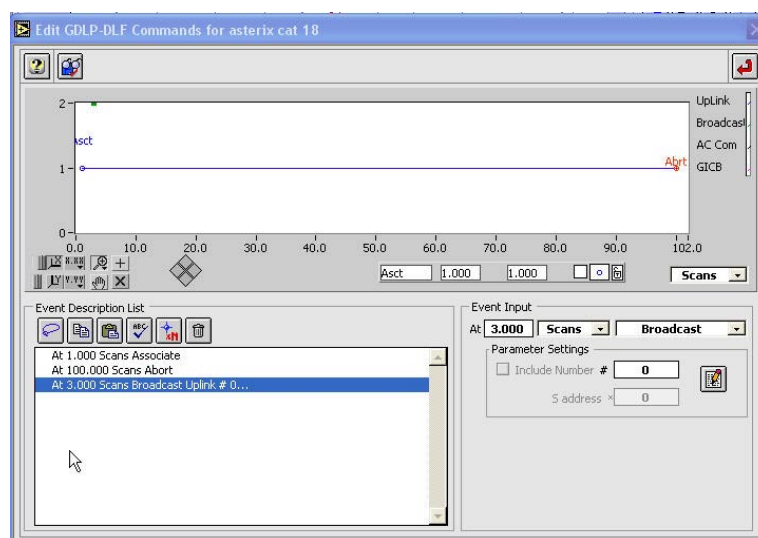 Edit GDLP-DLF Commands for asterix cat 18
2
UpLink
Broadcast
Asct
AC Com
1
Abrt
GICB
0
0.0 10.0 20.0 30.0 40.0 50.0 60.0 70.0 80.0 90.0 102.0
Asct 1.000 1.000
Scans
Event Description List
At 1.000 Scans Associate
At 100.000 Scans Abort
At 3.000 Scans Broadcast Uplink # 0...
Event Input
At 3.000 Scans Broadcast
Parameter Settings
Include Number # 0
S address × 0